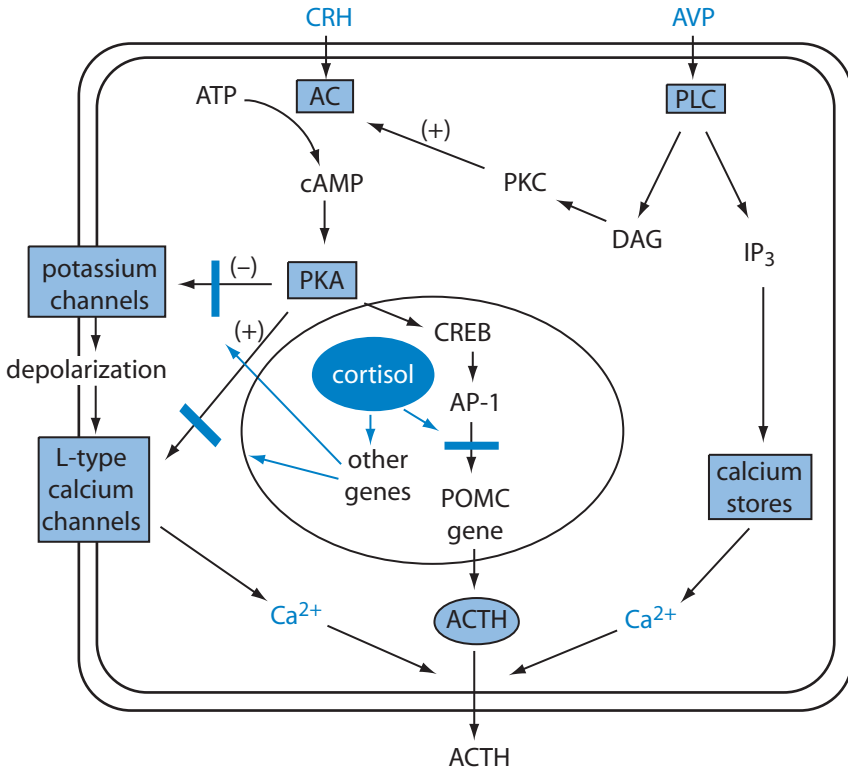 CRH
AVP
ATP
AC
PLC
(+)
cAMP
PKC
DAG
IP3
potassium
channels
(–)
PKA
(+)
CREB
depolarization
cortisol
AP-1
L-type
calcium
channels
other
genes
POMC
gene
calcium
stores
Ca2+
ACTH
Ca2+
ACTH